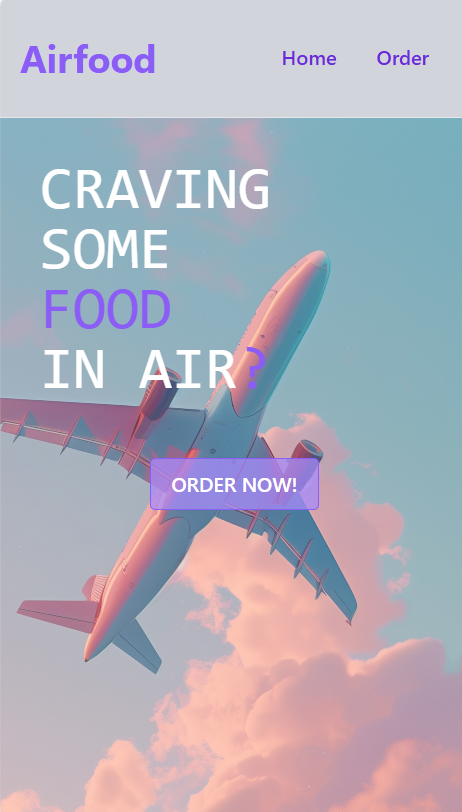 Airfood
Home Order
CRAVING
SOME
FOOD
IN AIR?
ORDER NOW!